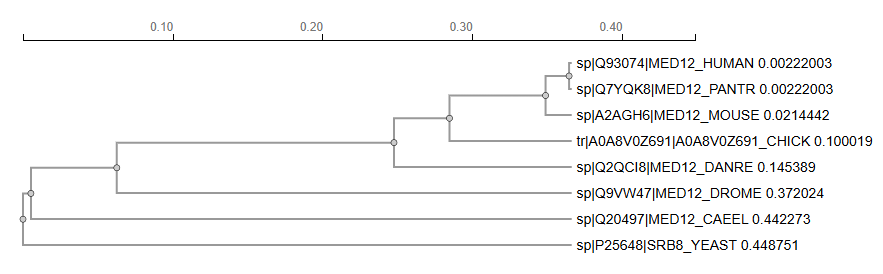 0.10 0.20 0.30 0.40
sp|Q93074|MED12_HUMAN 0.00222003
sp|Q7YQK8|MED12_PANTR 0.00222003
sp|A2AGH6|MED12_MOUSE 0.0214442
tr|A0A8V0Z691|A0A8V0Z691_CHICK 0.100019
sp|Q2QCI8|MED12_DANRE 0.145389
sp|Q9VW47|MED12_DROME 0.372024
sp|Q20497|MED12_CAEEL 0.442273
sp|P25648|SRB8_YEAST 0.448751